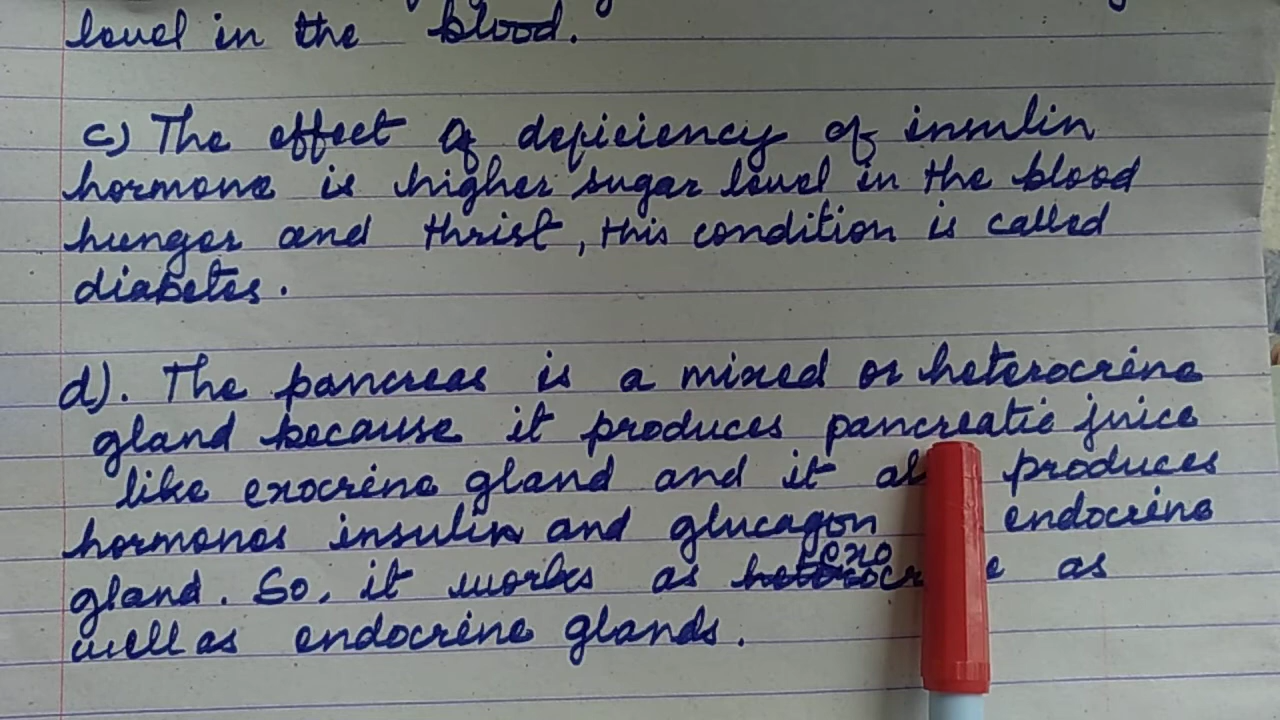 level in the blood.
c) The effect of deficiency of insulin
hormone is higher sugar level in the blood
hunger and thrist, this condition is called
diabetes.
d). The pancreas is a mixed or heterocrine
gland because it produces pancreatic juice
like exocrine gland and it produces
hormones insulin and glucagon endocrine
gland. So, it works as exo as
well as endocrine glands.